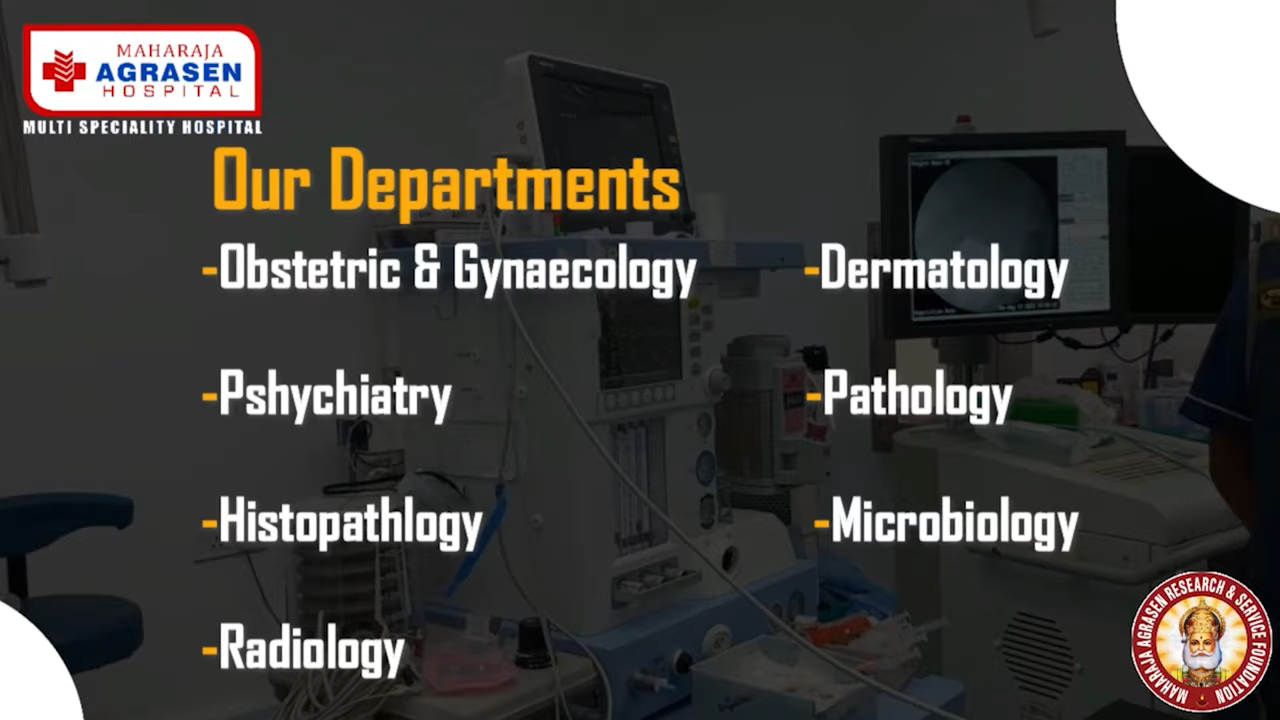 MAHARAJA
AGRASEN
HOSPITAL
MULTI SPECIALITY HOSPITAL
Our Departments
-Obstetric & Gynaecology
-Dermatology
-Pshychiatry
-Pathology
-Histopathlogy
-Microbiology
-Radiology
MAHARAJA AGRASEN RESEARCH & SERVICE FOUNDATION